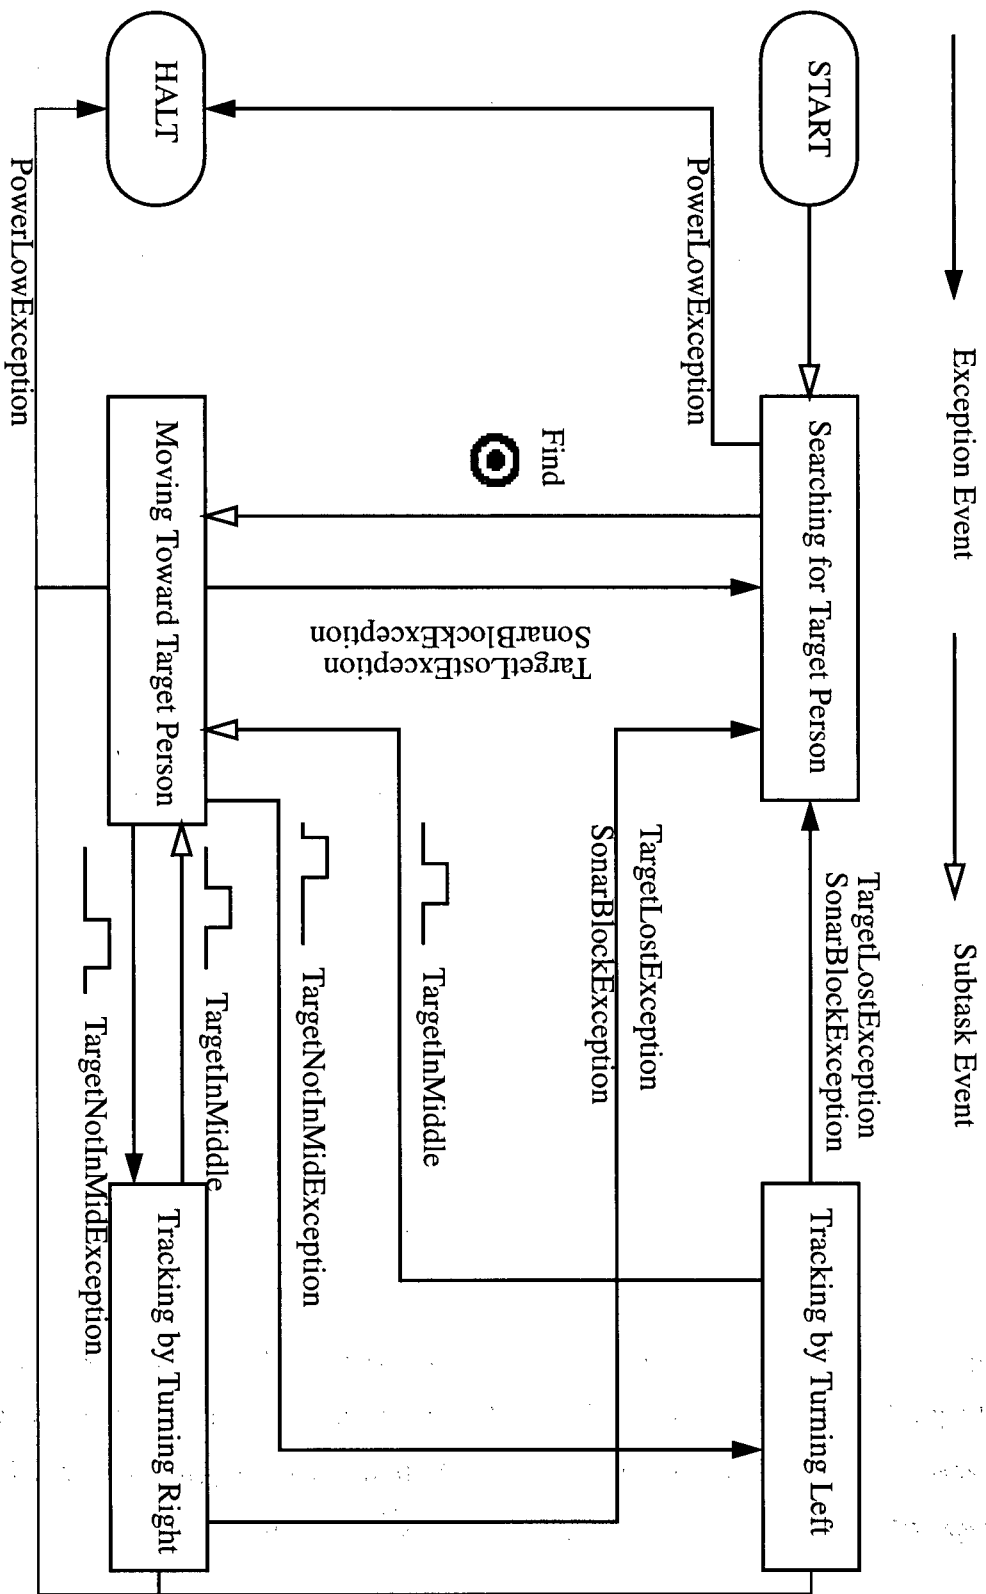 Exception Event
Subtask Event
START
Searching for Target Person
TargetLostException
SonarBlockException
Tracking by Turning Left
PowerLowException
Find
TargetLostException
SonarBlockException
TargetLostException
SonarBlockException
TargetInMiddle
TargetNotInMidException
TargetInMiddle
TargetNotInMidException
HALT
Moving Toward Target Person
Tracking by Turning Right
PowerLowException